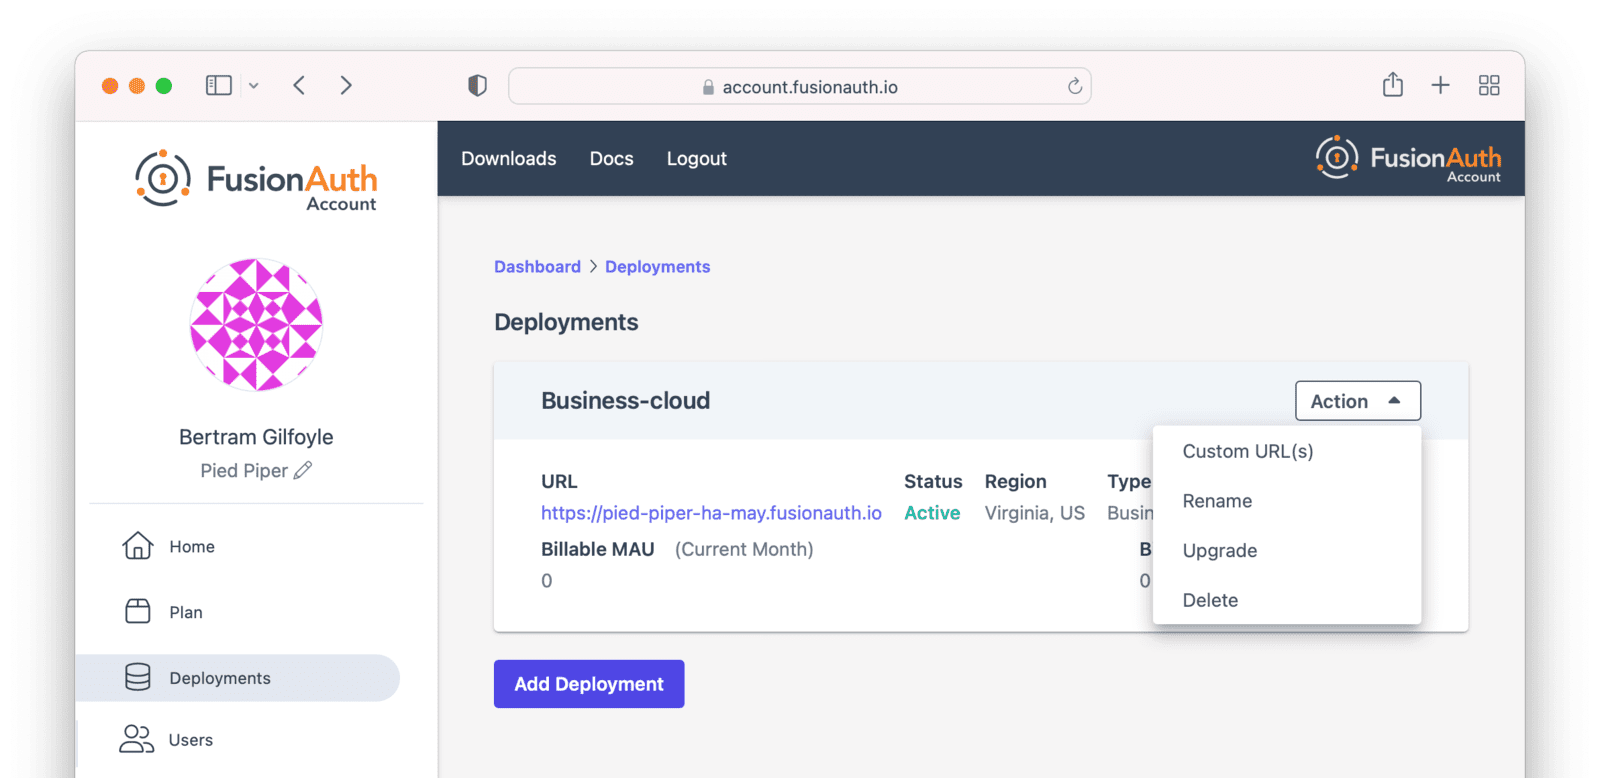 account.fusionauth.io
FusionAuth
Account
Downloads Docs Logout
FusionAuth
Account
Bertram Gilfoyle
Pied Piper
Home
Plan
Deployments
Users
Dashboard > Deployments
Deployments
Business-cloud
Action
Custom URL(s)
Rename
Upgrade
Delete
URL Status Region Type
https://pied-piper-ha-may.fusionauth.io Active Virginia, US Busin
Billable MAU (Current Month) B
0 0
Add Deployment